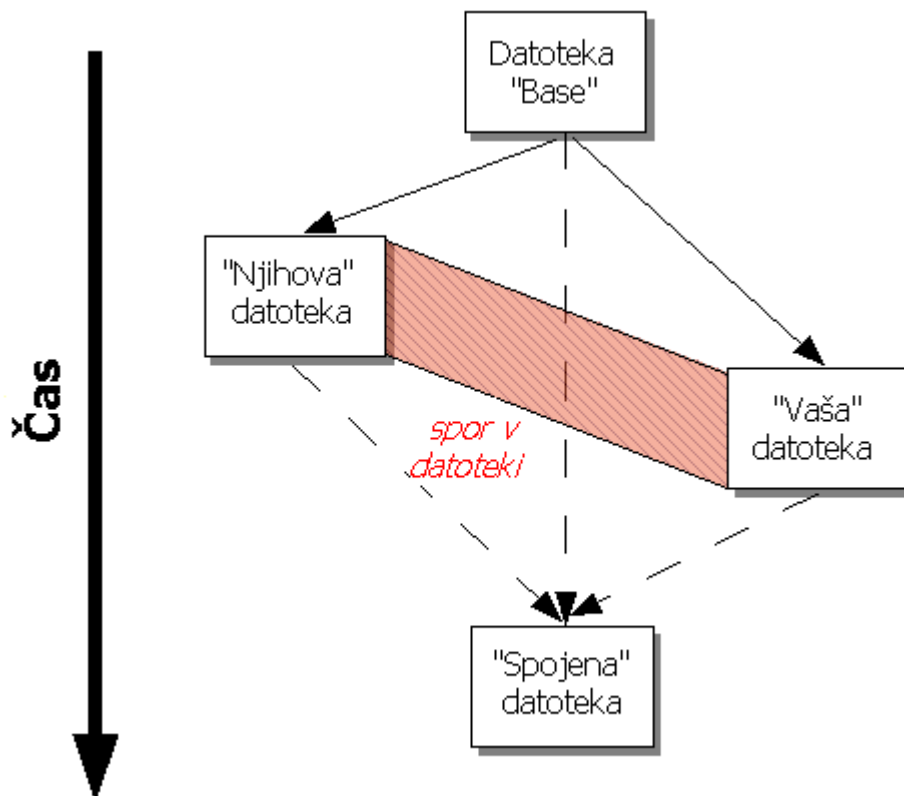 Datoteka
"Base"
"Njihova"
datoteka
Čas
"Vaša"
datoteka
spor v
datoteki
"Spojena"
datoteka